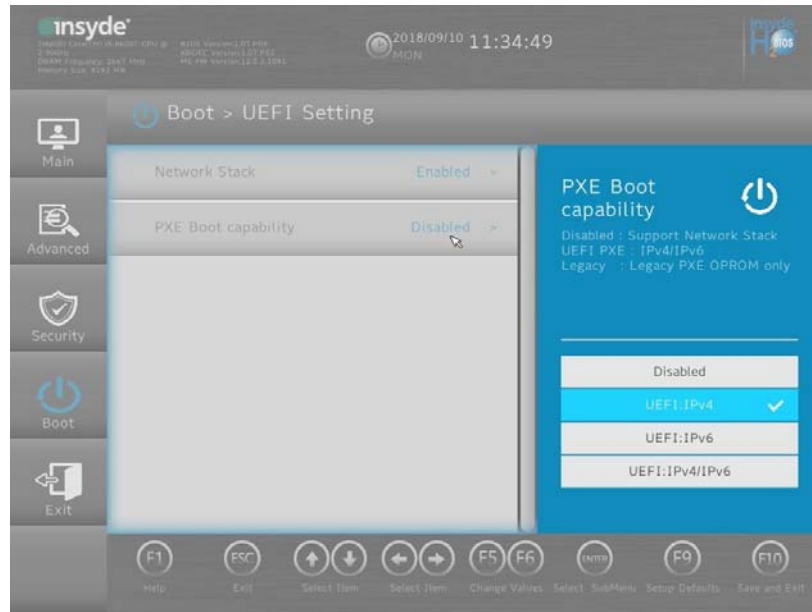 insyde
2018/09/10 11:34:49
MON
Insyde
H2O BIOS
Boot > UEFI Setting
Main
Advanced
Security
Boot
Exit
Network Stack Enabled >
PXE Boot capability Disabled >
PXE Boot
capability
Disabled : Support Network Stack
UEFI PXE : IPv4/IPv6
Legacy : Legacy PXE OPROM only
Disabled
UEFI:IPv4
UEFI:IPv6
UEFI:IPv4/IPv6
F1 ESC F5 F6 ENTER F9 F10
Help Exit Select Item Select Item Change Values Select SubMenu Setup Defaults Save and Exit